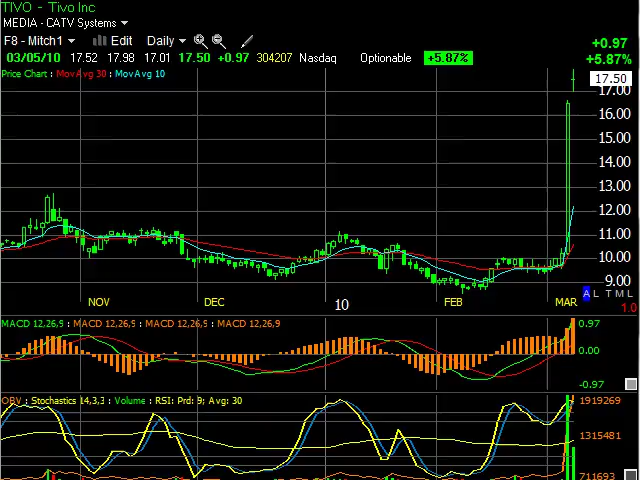 TIVO - Tivo Inc
MEDIA - CATV Systems
F8 - Mitch1 Edit Daily
03/05/10 17.52 17.98 17.01 17.50 +0.97 304207 Nasdaq Optionable +5.87%
+0.97
+5.87%
Price Chart : MovAvg 30 : MovAvg 10
17.50
17.00
16.00
15.00
14.00
13.00
12.00
11.00
10.00
9.00
A L T M L
NOV DEC 10 FEB MAR
1.0
MACD 12,26,9 : MACD 12,26,9 : MACD 12,26,9 : MACD 12,26,9
0.97
0.00
-0.97
OBV : Stochastics 14,3,3 : Volume : RSI: Prd: 9; Avg: 30
1919269
1315481
711693